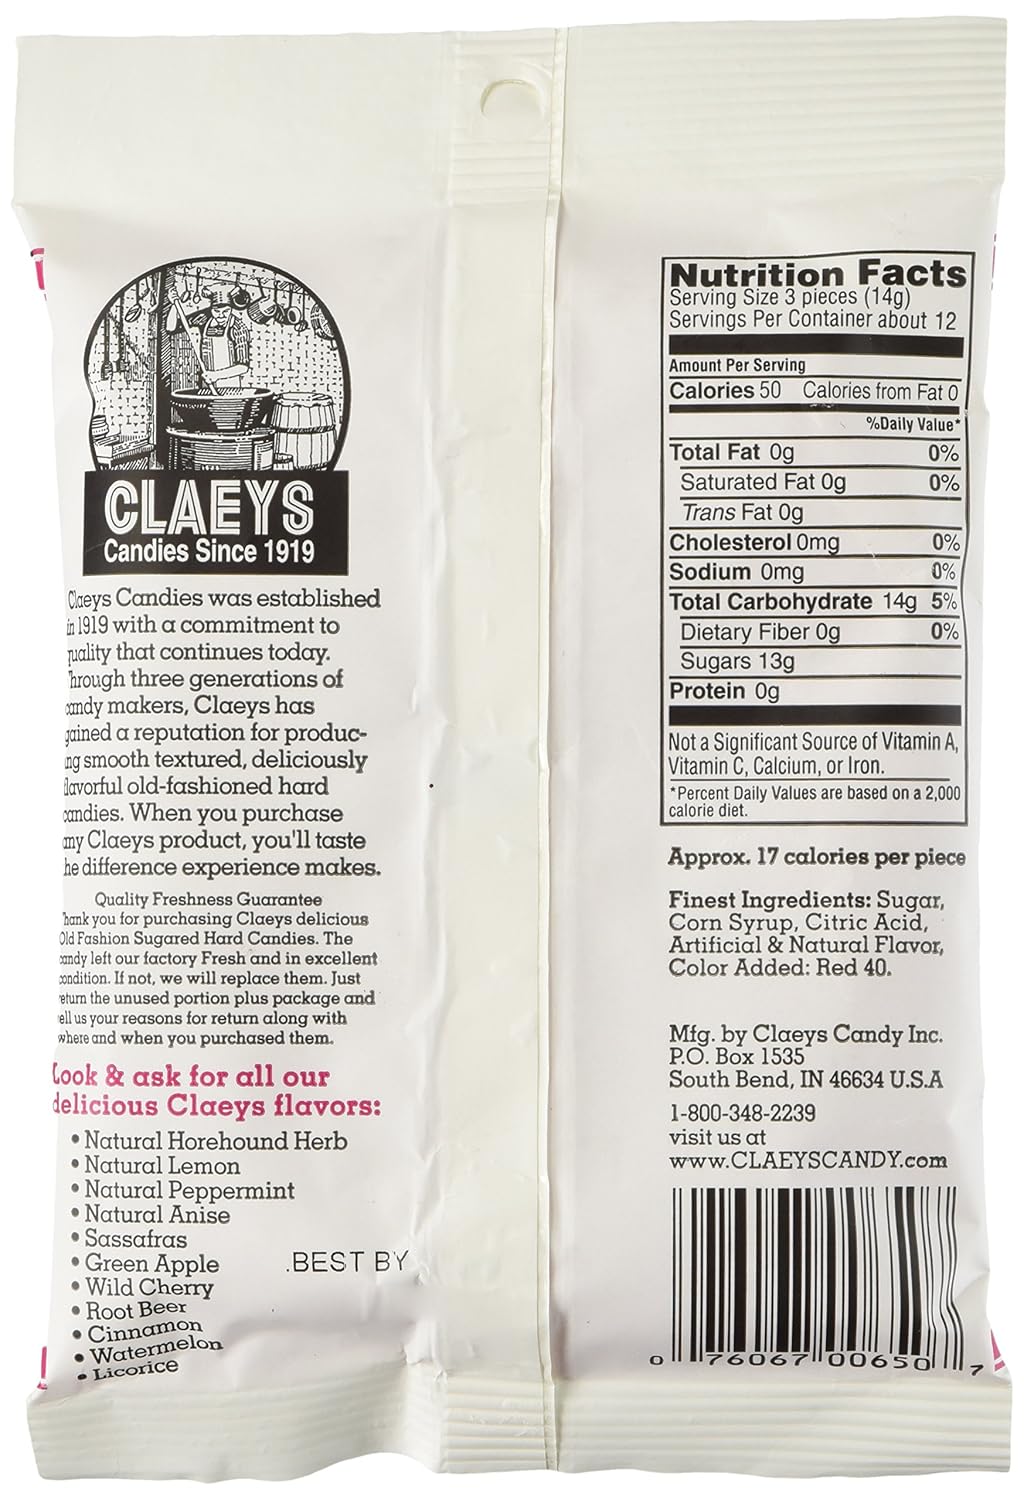 CLAEYS
Candies Since 1919
Claeys Candies was established
in 1919 with a commitment to
quality that continues today.
Through three generations of
candy makers, Claeys has
gained a reputation for produc-
ing smooth textured, deliciously
flavorful old-fashioned hard
candies. When you purchase
any Claeys product, you'll taste
the difference experience makes.
Quality Freshness Guarantee
Thank you for purchasing Claeys delicious
Old Fashion Sugared Hard Candies. The
candy left our factory Fresh and in excellent
condition. If not, we will replace them. Just
return the unused portion plus package and
tell us your reasons for return along with
where and when you purchased them.
Look & ask for all our
delicious Claeys flavors:
• Natural Horehound Herb
• Natural Lemon
• Natural Peppermint
• Natural Anise
• Sassafras
• Green Apple
• Wild Cherry
• Root Beer
• Cinnamon
• Watermelon
• Licorice
.BEST BY
Nutrition Facts
Serving Size 3 pieces (14g)
Servings Per Container about 12
Amount Per Serving
Calories 50 Calories from Fat 0
%Daily Value*
Total Fat 0g 0%
Saturated Fat 0g 0%
Trans Fat 0g
Cholesterol 0mg 0%
Sodium 0mg 0%
Total Carbohydrate 14g 5%
Dietary Fiber 0g 0%
Sugars 13g
Protein 0g
Not a Significant Source of Vitamin A,
Vitamin C, Calcium, or Iron.
*Percent Daily Values are based on a 2,000
calorie diet.
Approx. 17 calories per piece
Finest Ingredients: Sugar,
Corn Syrup, Citric Acid,
Artificial & Natural Flavor,
Color Added: Red 40.
Mfg. by Claeys Candy Inc.
P.O. Box 1535
South Bend, IN 46634 U.S.A
1-800-348-2239
visit us at
www.CLAEYSCANDY.com
0 76067 00650 7